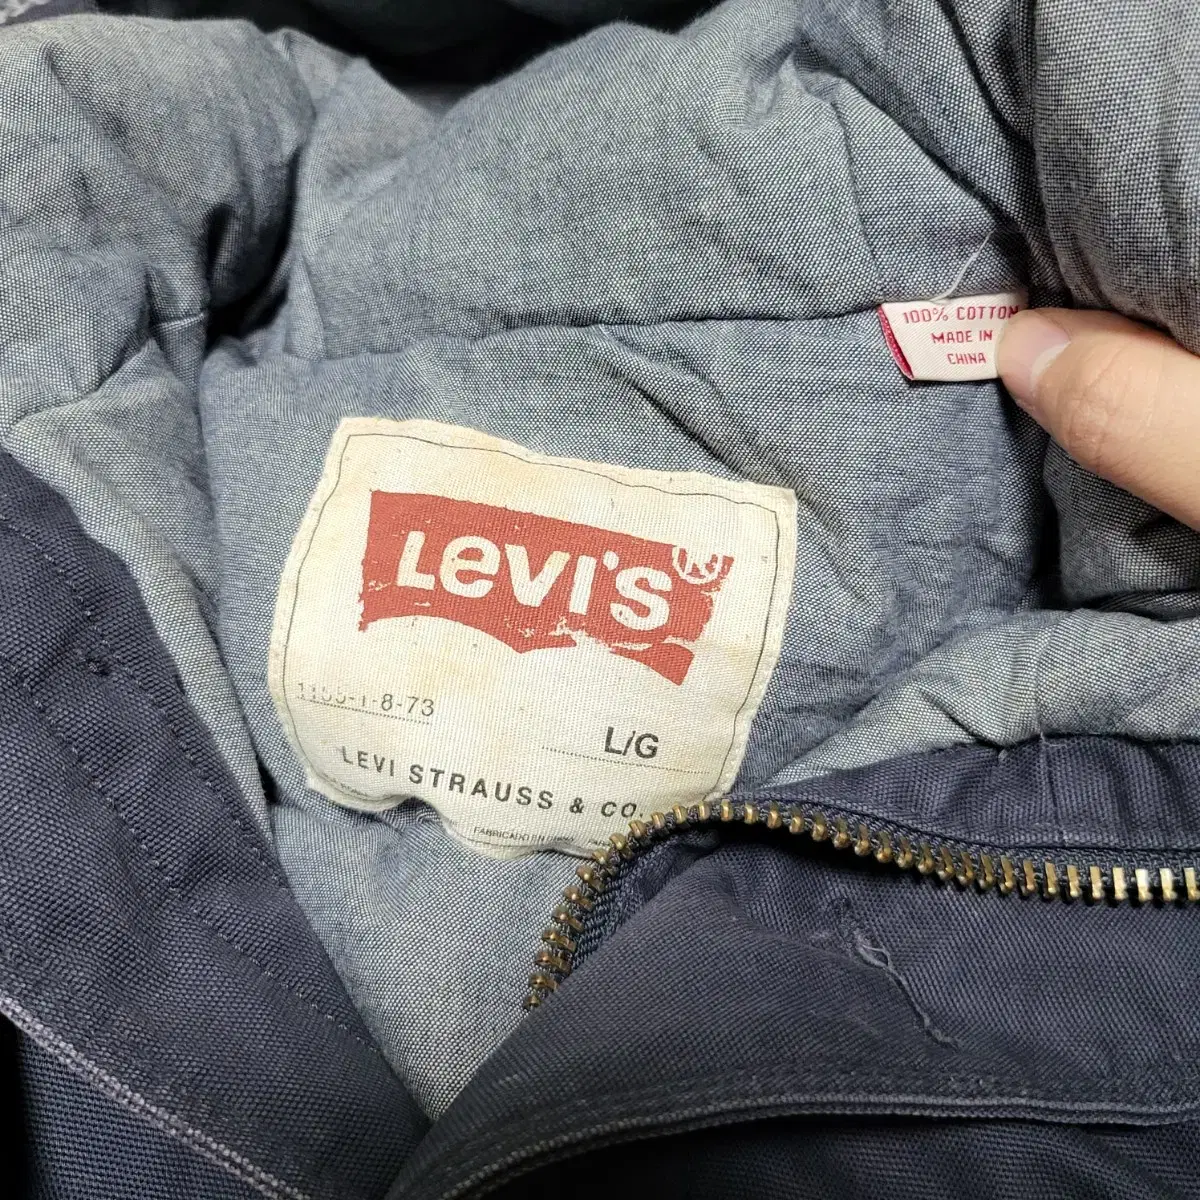 100% COTTON
MADE IN
CHINA
Levi's®
L/G
LEVI STRAUSS & CO.